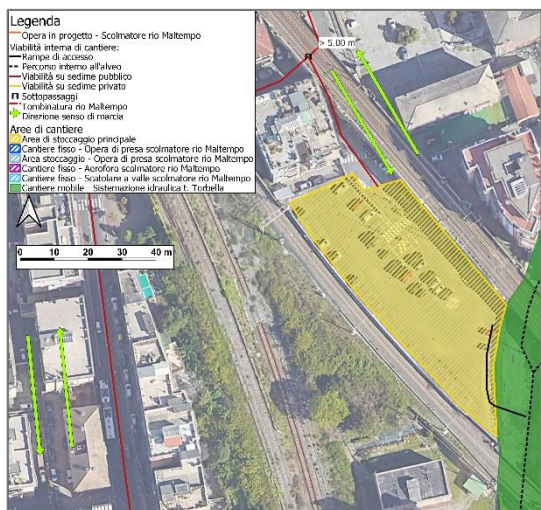 Legenda
Opera in progetto - Scolmatore rio Maltempo
Viabilità interna di cantiere:
Rampe di accesso
Percorso interno all'alveo
Viabilità su sedime pubblico
Viabilità su sedime privato
Sottopassaggi
Tombinatura rio Maltempo
Direzione senso di marcia
Aree di cantiere
Area di stoccaggio principale
Cantiere fisso - Opera di presa scolmatore rio Maltempo
Area stoccaggio - Opera di presa scolmatore rio Maltempo
Cantiere fisso - Aeroforo scolmatore rio Maltempo
Cantiere fisso - Scatolare a valle scolmatore rio Maltempo
Cantiere mobile - Sistemazione idraulica t. Torbella
> 5.00 m
0 10 20 30 40 m